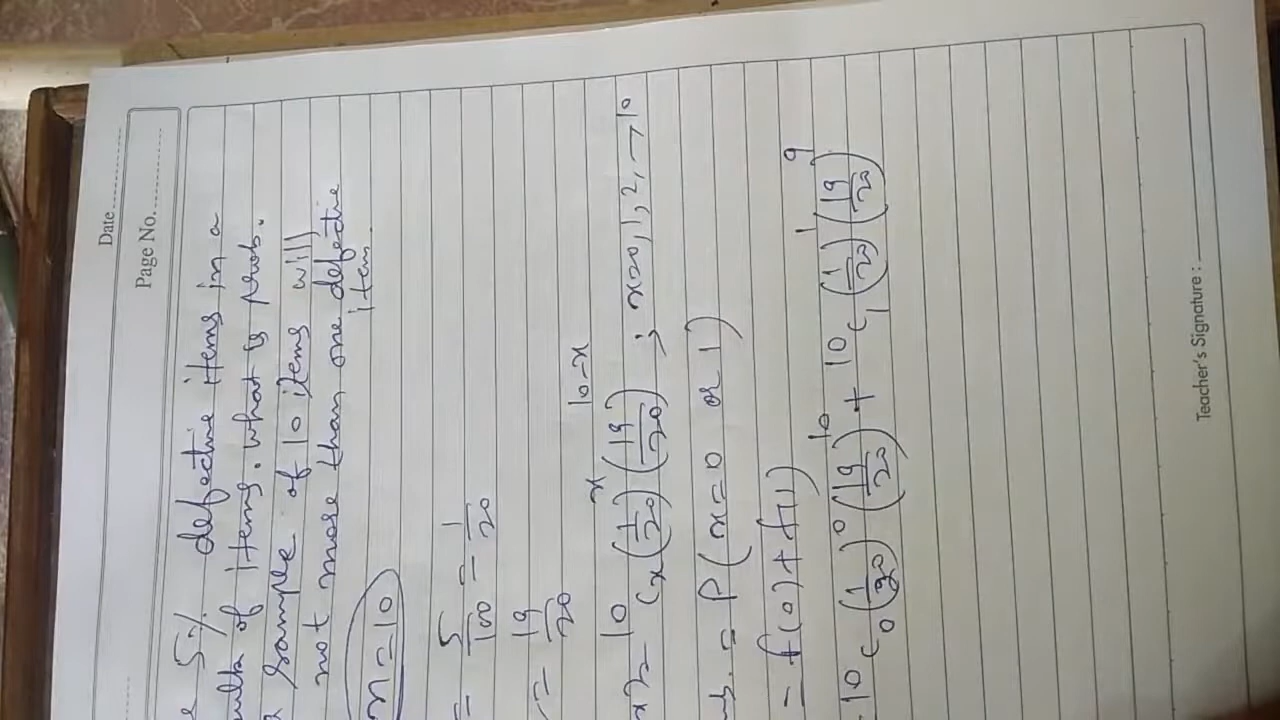 Date
Page No.
5% defective items in a
of items. what is prob.
sample of 10 items will
not more than one defective
item.
n = 10
= 5/100 = 1/20
= 19/20
10Cx (1/20)^x (19/20)^10-x ; x=0,1,2,→10
= P(x=0 or 1)
= f(0)+f(1)
10C0 (1/20)^0 (19/20)^10 + 10C1 (1/20)^1 (19/20)^9
Teacher's Signature :